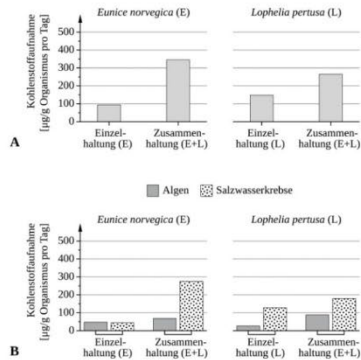 Eunice norvegica (E)
Lophelia pertusa (L)
Kohlenstoffaufnahme
[µg/g Organismus pro Tag]
500
400
300
200
100
0
Einzel-
haltung (E)
Zusammen-
haltung (E+L)
Einzel-
haltung (L)
Zusammen-
haltung (E+L)
A
Algen
Salzwasserkrebse
Eunice norvegica (E)
Lophelia pertusa (L)
Kohlenstoffaufnahme
[µg/g Organismus pro Tag]
500
400
300
200
100
0
Einzel-
haltung (E)
Zusammen-
haltung (E+L)
Einzel-
haltung (L)
Zusammen-
haltung (E+L)
B